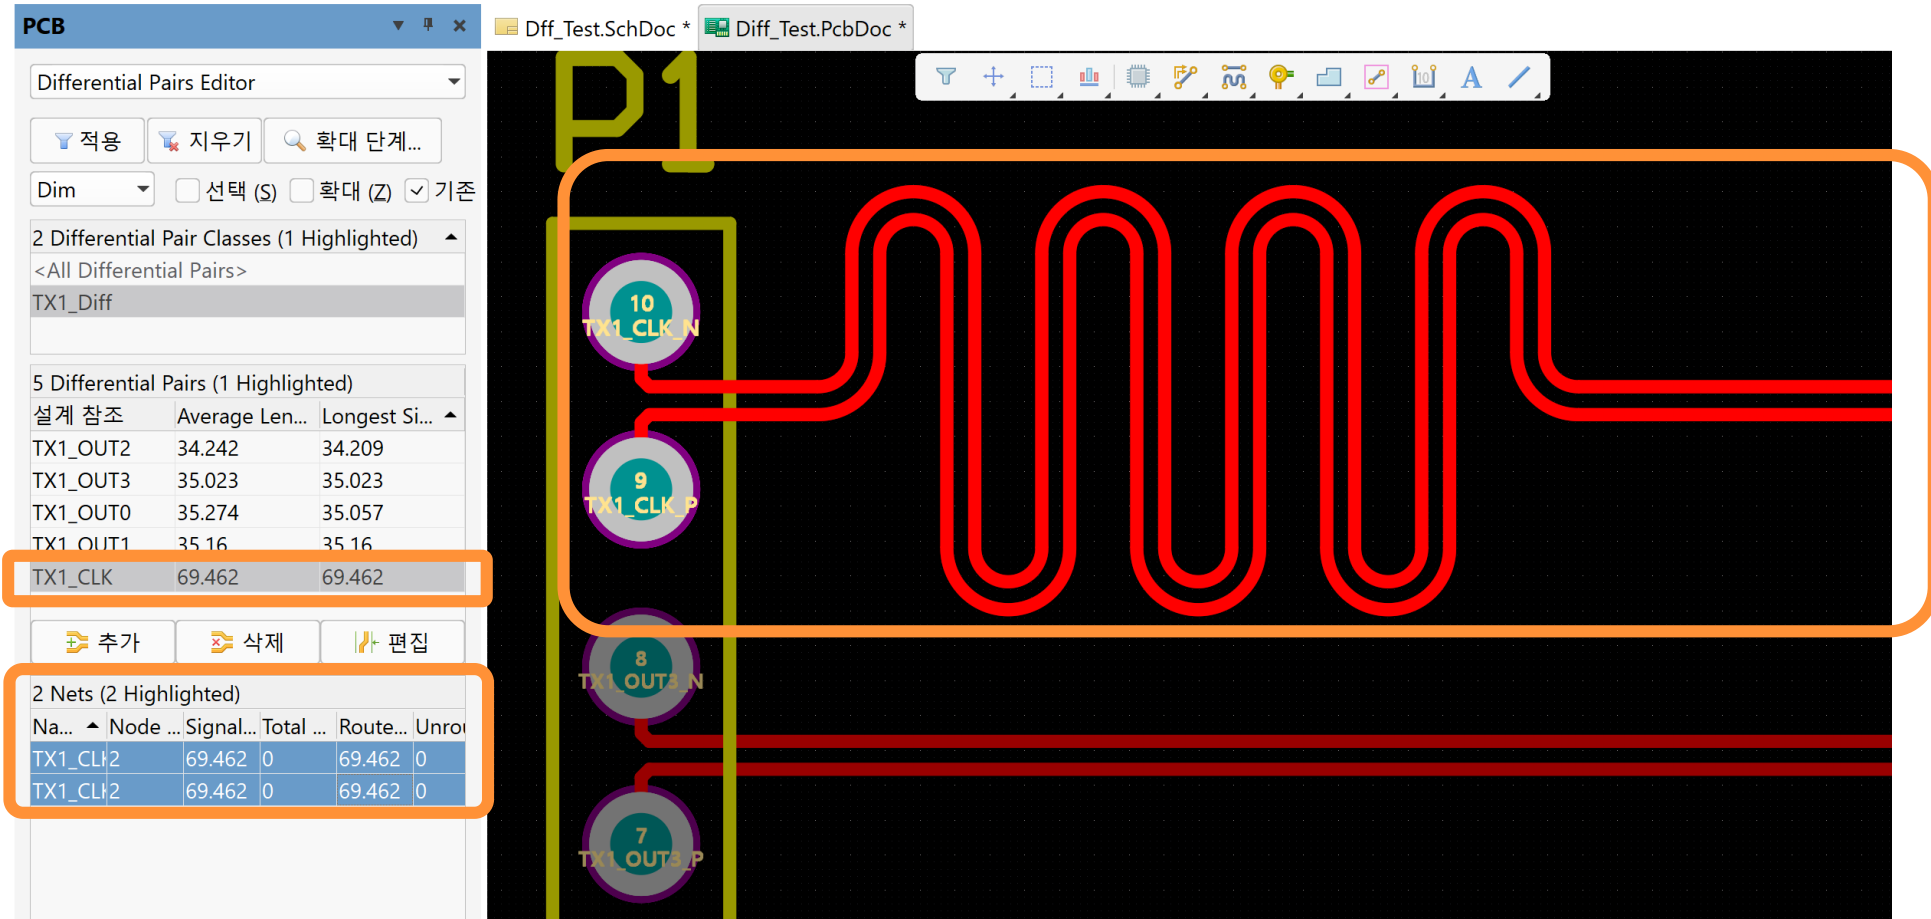 PCB
Dff_Test.SchDoc *
Diff_Test.PcbDoc *
Differential Pairs Editor
적용
지우기
확대 단계...
Dim
선택 (S)
확대 (Z)
기존
2 Differential Pair Classes (1 Highlighted)
<All Differential Pairs>
TX1_Diff
5 Differential Pairs (1 Highlighted)
설계 참조 Average Len... Longest Si...
TX1_OUT2 34.242 34.209
TX1_OUT3 35.023 35.023
TX1_OUT0 35.274 35.057
TX1_OUT1 35.16 35.16
TX1_CLK 69.462 69.462
추가
삭제
편집
2 Nets (2 Highlighted)
Na... Node ... Signal... Total ... Route... Unrou
TX1_CLK 2 69.462 0 69.462 0
TX1_CLK 2 69.462 0 69.462 0
P1
10
A
10
TX1_CLK_N
9
TX1_CLK_P
8
TX1_OUT3_N
7
TX1_OUT3_P